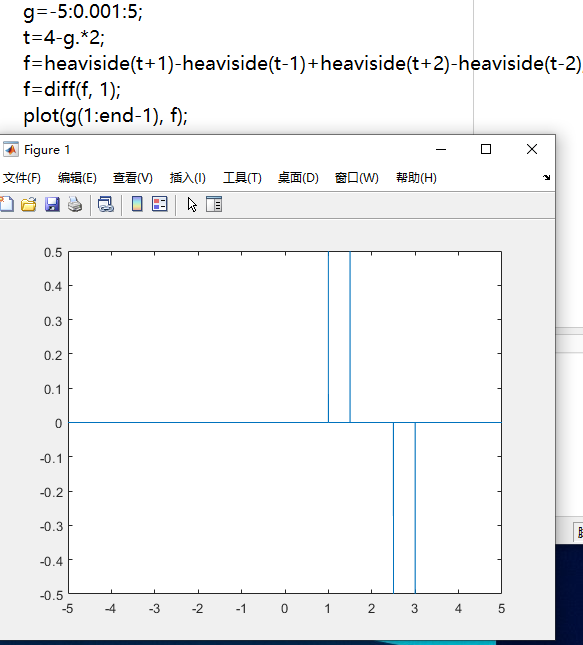 g=-5:0.001:5;
t=4-g.*2;
f=heaviside(t+1)-heaviside(t-1)+heaviside(t+2)-heaviside(t-2)
f=diff(f, 1);
plot(g(1:end-1), f);
Figure 1
文件(F) 编辑(E) 查看(V) 插入(I) 工具(T) 桌面(D) 窗口(W) 帮助(H)
0.5
0.4
0.3
0.2
0.1
0
-0.1
-0.2
-0.3
-0.4
-0.5
-5 -4 -3 -2 -1 0 1 2 3 4 5